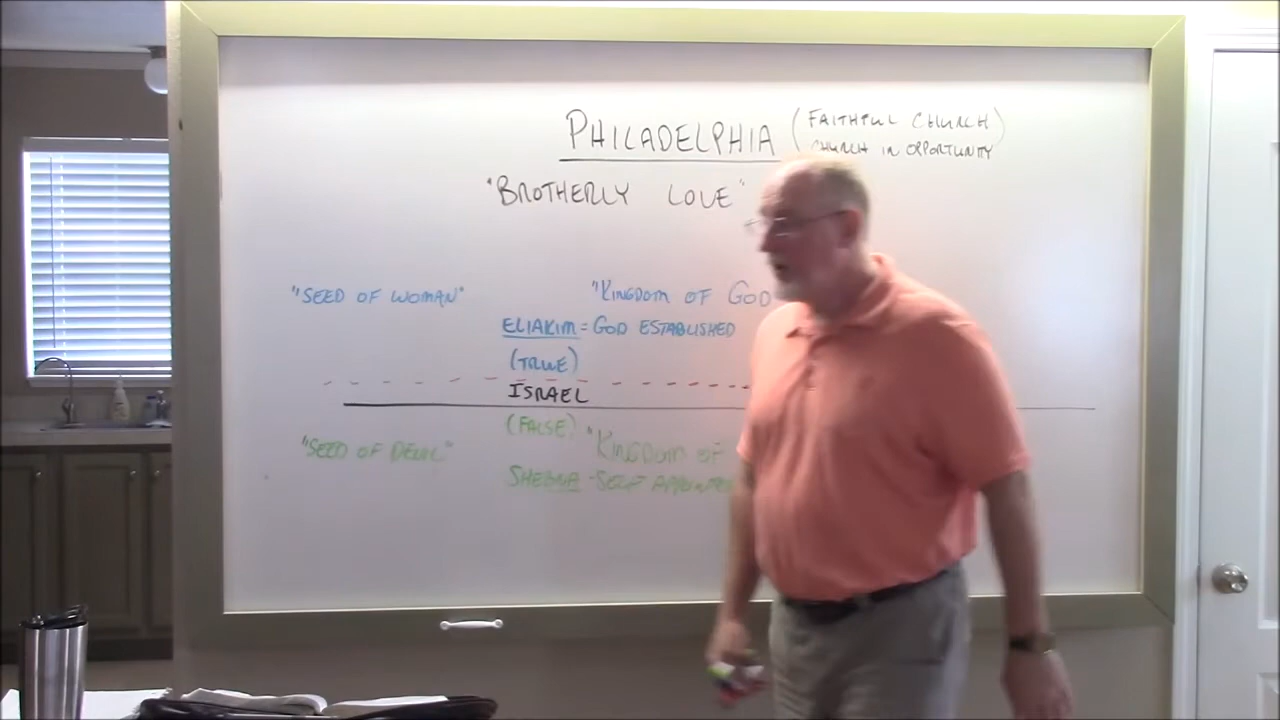 PHILADELPHIA (FAITHFUL CHURCH)
CHURCH IN OPPORTUNITY
"BROTHERLY LOVE"
"SEED OF WOMAN" "KINGDOM OF GOD
ELIAKIM = GOD ESTABLISHED
(TRUE)
ISRAEL
(FALSE)
"SEED OF DEVIL" "KINGDOM OF
SHEBNA - SELF